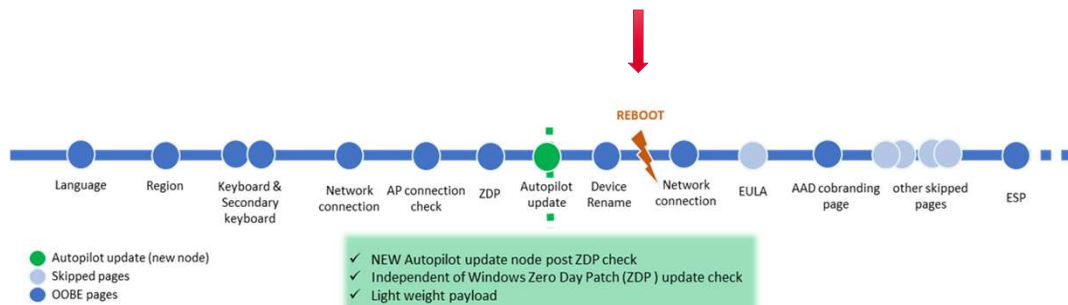 REBOOT
Language
Region
Keyboard &
Secondary
keyboard
Network
connection
AP connection
check
ZDP
Autopilot
update
Device
Rename
Network
connection
EULA
AAD cobranding
page
other skipped
pages
ESP
Autopilot update (new node)
Skipped pages
OOBE pages
✓ NEW Autopilot update node post ZDP check
✓ Independent of Windows Zero Day Patch (ZDP ) update check
✓ Light weight payload